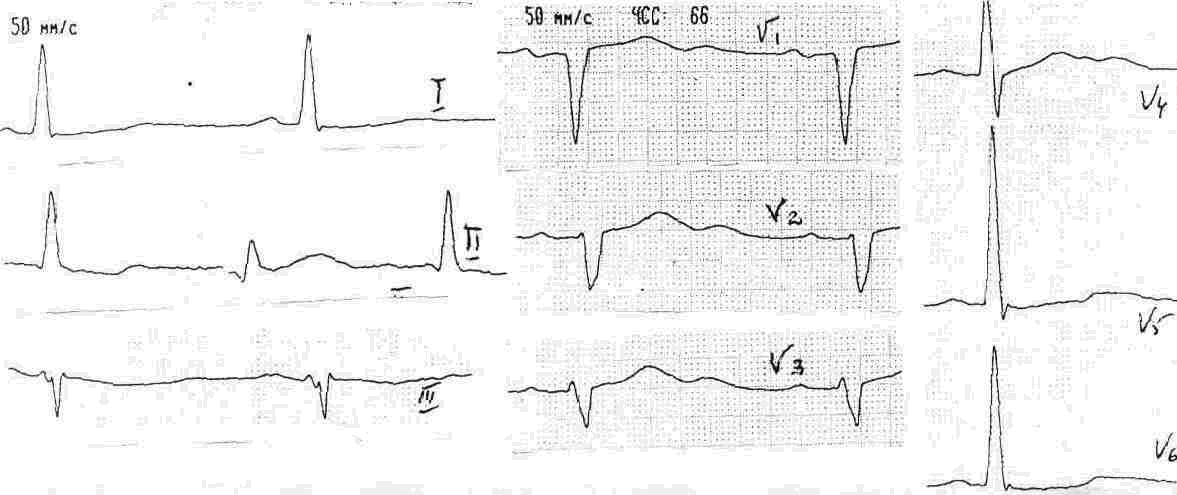 50 мм/с
I
II
III
50 мм/с ЧСС: 66
V₁
V₂
V₃
V₄
V₅
V₆